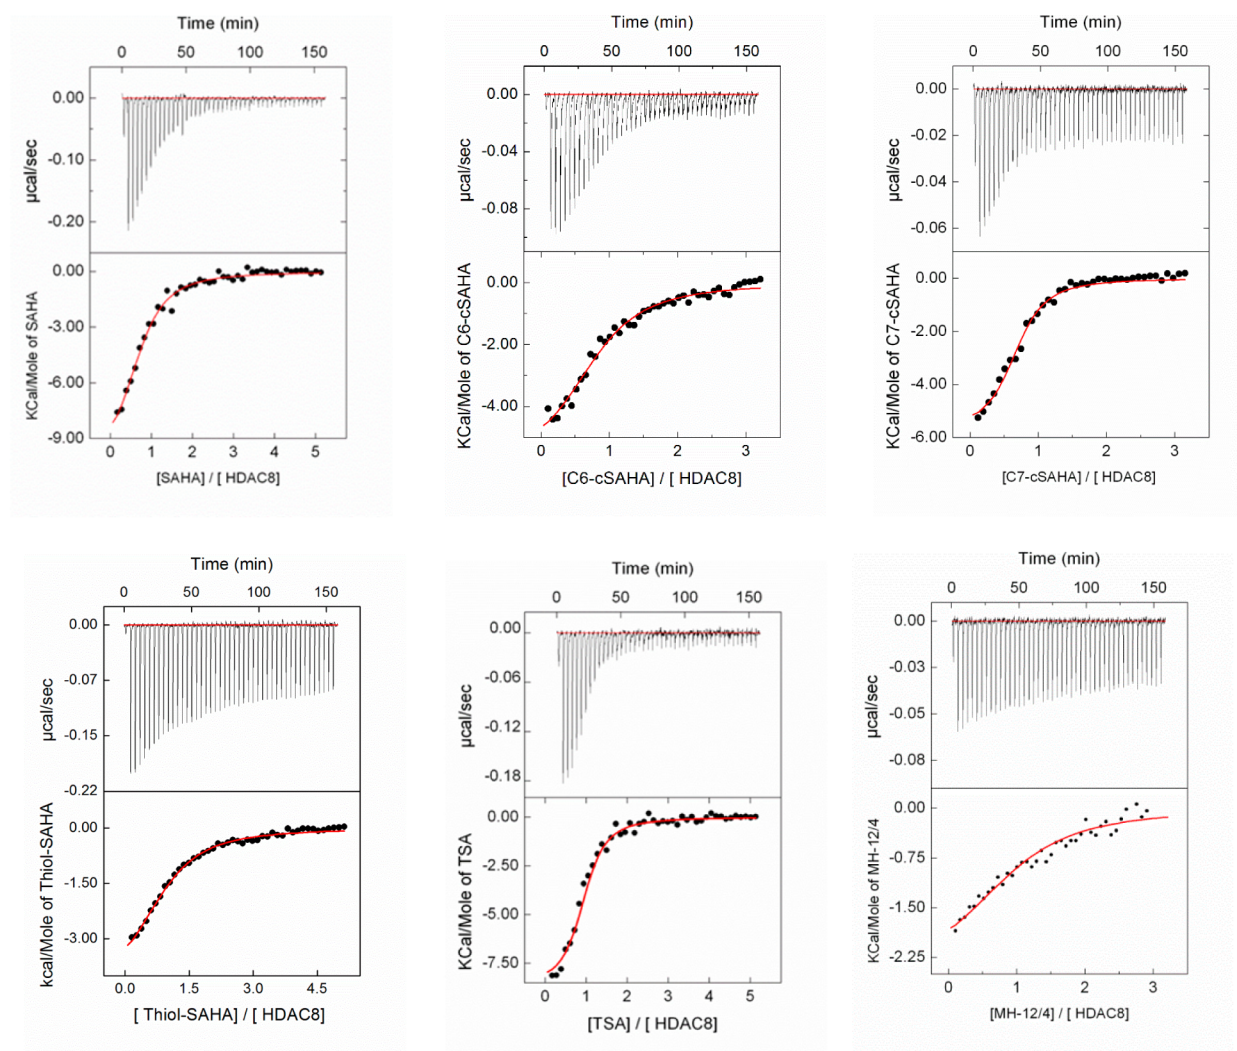 Time (min)
0 50 100 150
0.00
-0.10
-0.20
µcal/sec
0.00
-3.00
-6.00
-9.00
KCal/Mole of SAHA
0 1 2 3 4 5
[SAHA] / [ HDAC8]
Time (min)
0 50 100 150
0.00
-0.04
-0.08
µcal/sec
0.00
-2.00
-4.00
KCal/Mole of C6-cSAHA
0 1 2 3
[C6-cSAHA] / [ HDAC8]
Time (min)
0 50 100 150
0.00
-0.02
-0.04
-0.06
µcal/sec
0.00
-2.00
-4.00
-6.00
KCal/Mole of C7-cSAHA
0 1 2 3
[C7-cSAHA] / [ HDAC8]
Time (min)
0 50 100 150
0.00
-0.07
-0.15
-0.22
µcal/sec
0.00
-1.50
-3.00
kcal/Mole of Thiol-SAHA
0.0 1.5 3.0 4.5
[ Thiol-SAHA] / [ HDAC8]
Time (min)
0 50 100 150
0.00
-0.06
-0.12
-0.18
µcal/sec
0.00
-2.50
-5.00
-7.50
KCal/Mole of TSA
0 1 2 3 4 5
[TSA] / [ HDAC8]
Time (min)
0 50 100 150
0.00
-0.03
-0.05
-0.08
µcal/sec
0.00
-0.75
-1.50
-2.25
KCal/Mole of MH-12/4
0 1 2 3
[MH-12/4] / [ HDAC8]